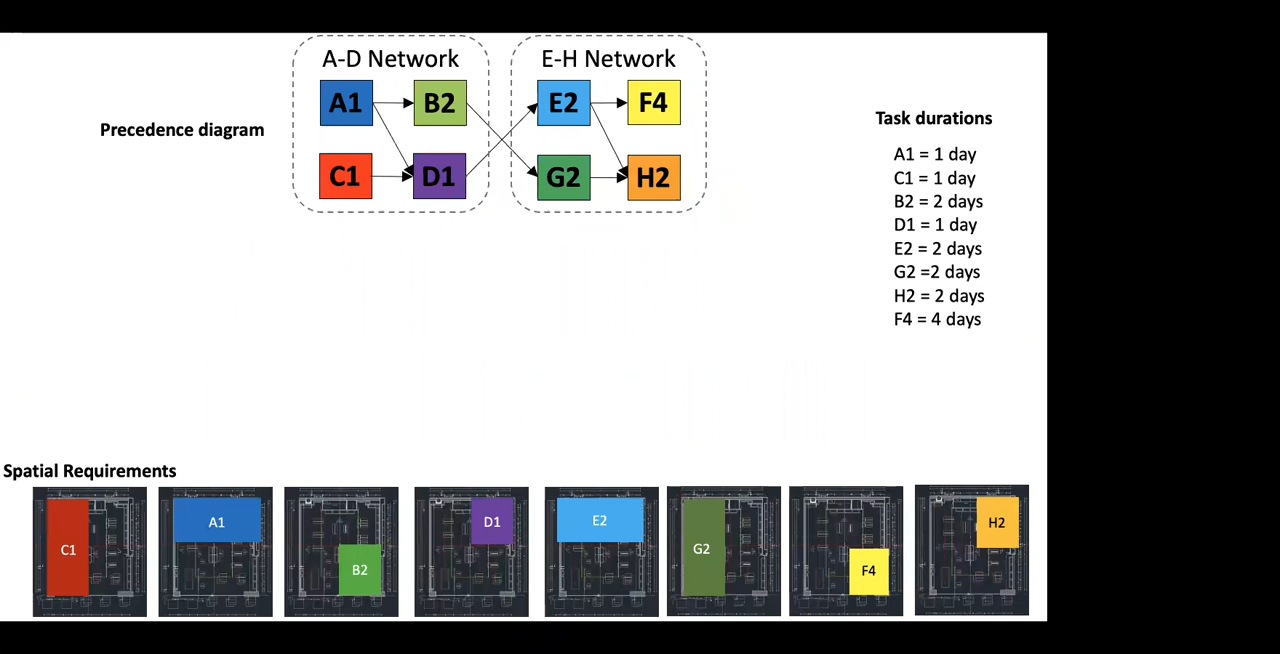 A-D Network
E-H Network
A1
B2
E2
F4
Precedence diagram
C1
D1
G2
H2
Task durations
A1 = 1 day
C1 = 1 day
B2 = 2 days
D1 = 1 day
E2 = 2 days
G2 =2 days
H2 = 2 days
F4 = 4 days
Spatial Requirements
C1
A1
B2
D1
E2
G2
F4
H2